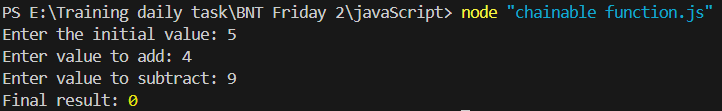 PS E:\Training daily task\BNT Friday 2\javaScript> node "chainable function.js"
Enter the initial value: 5
Enter value to add: 4
Enter value to subtract: 9
Final result: 0